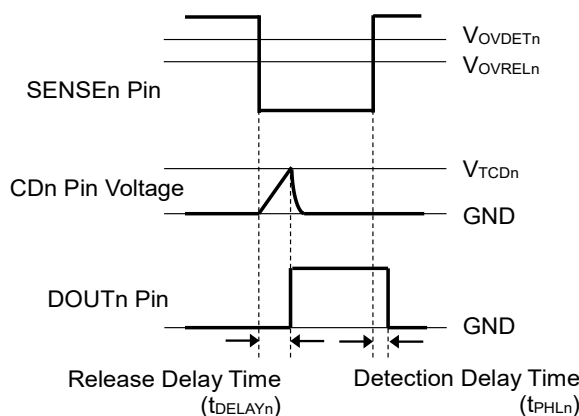 VOVDETn
VOVRELn
SENSEn Pin
VTCDn
CDn Pin Voltage
GND
DOUTn Pin
GND
Release Delay Time
(tDELAYn)
Detection Delay Time
(tPHLn)